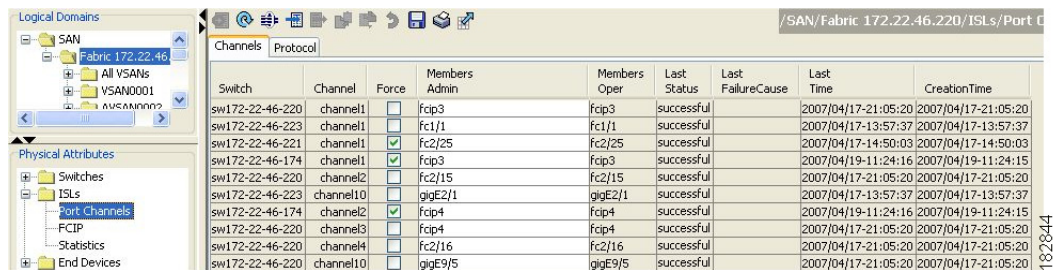 Logical Domains
SAN
Fabric 172.22.46.
All VSANs
VSAN0001
Physical Attributes
Switches
ISLs
Port Channels
FCIP
Statistics
End Devices
/SAN/Fabric 172.22.46.220/ISLs/Port C
Channels Protocol
Switch Channel Force Members Admin Members Oper Last Status Last FailureCause Last Time CreationTime
sw172-22-46-220 channel1 fcip3 fcip3 successful 2007/04/17-21:05:20 2007/04/17-21:05:20
sw172-22-46-223 channel1 fc1/1 fc1/1 successful 2007/04/17-13:57:37 2007/04/17-13:57:37
sw172-22-46-221 channel1 fc2/25 fc2/25 successful 2007/04/17-14:50:03 2007/04/17-14:50:03
sw172-22-46-174 channel1 fcip3 fcip3 successful 2007/04/19-11:24:16 2007/04/19-11:24:15
sw172-22-46-220 channel2 fc2/15 fc2/15 successful 2007/04/17-21:05:20 2007/04/17-21:05:20
sw172-22-46-223 channel10 gigE2/1 gigE2/1 successful 2007/04/17-13:57:37 2007/04/17-13:57:37
sw172-22-46-174 channel2 fcip4 fcip4 successful 2007/04/19-11:24:16 2007/04/19-11:24:15
sw172-22-46-220 channel3 fcip4 fcip4 successful 2007/04/17-21:05:20 2007/04/17-21:05:20
sw172-22-46-220 channel4 fc2/16 fc2/16 successful 2007/04/17-21:05:20 2007/04/17-21:05:20
sw172-22-46-220 channel10 gigE9/5 gigE9/5 successful 2007/04/17-21:05:20 2007/04/17-21:05:20
182844